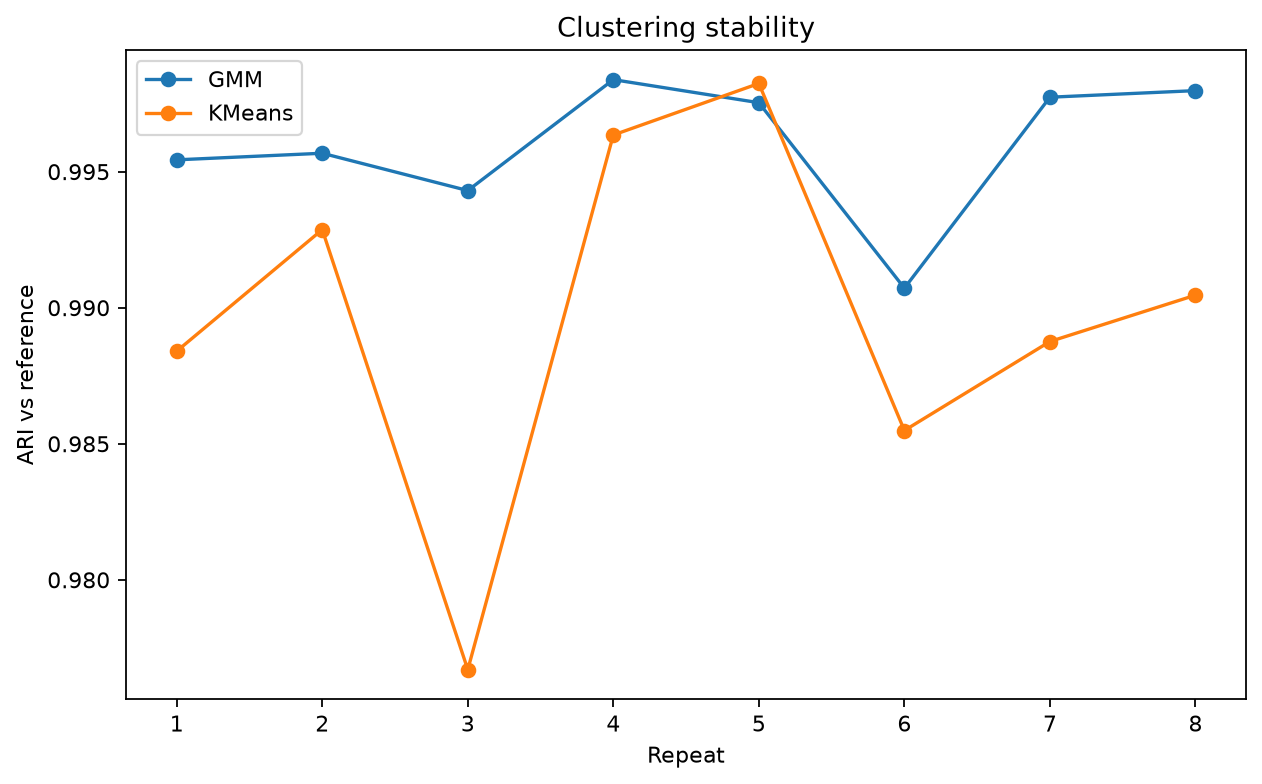 Clustering stability
GMM
KMeans
ARI vs reference
0.995
0.990
0.985
0.980
1 2 3 4 5 6 7 8
Repeat